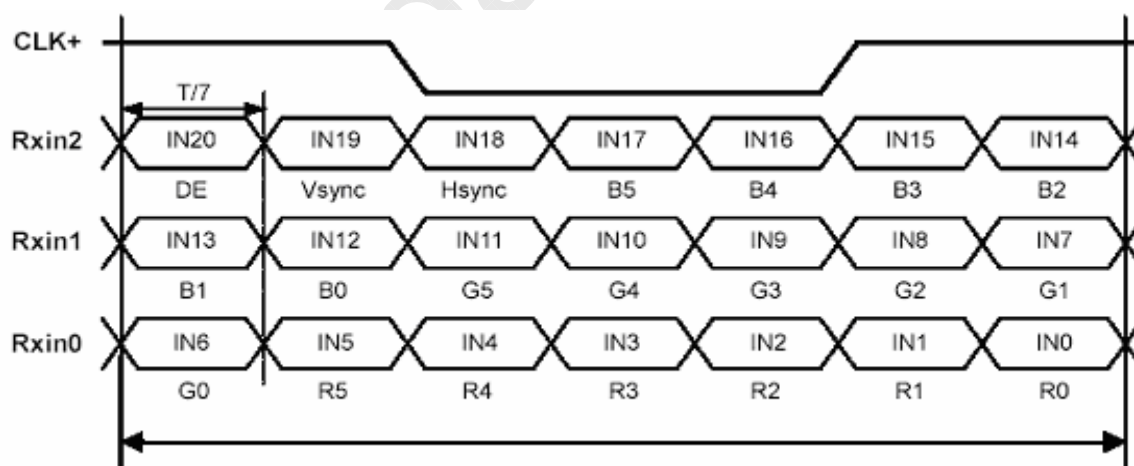 CLK+
T/7
Rxin2 IN20 IN19 IN18 IN17 IN16 IN15 IN14
DE Vsync Hsync B5 B4 B3 B2
Rxin1 IN13 IN12 IN11 IN10 IN9 IN8 IN7
B1 B0 G5 G4 G3 G2 G1
Rxin0 IN6 IN5 IN4 IN3 IN2 IN1 IN0
G0 R5 R4 R3 R2 R1 R0